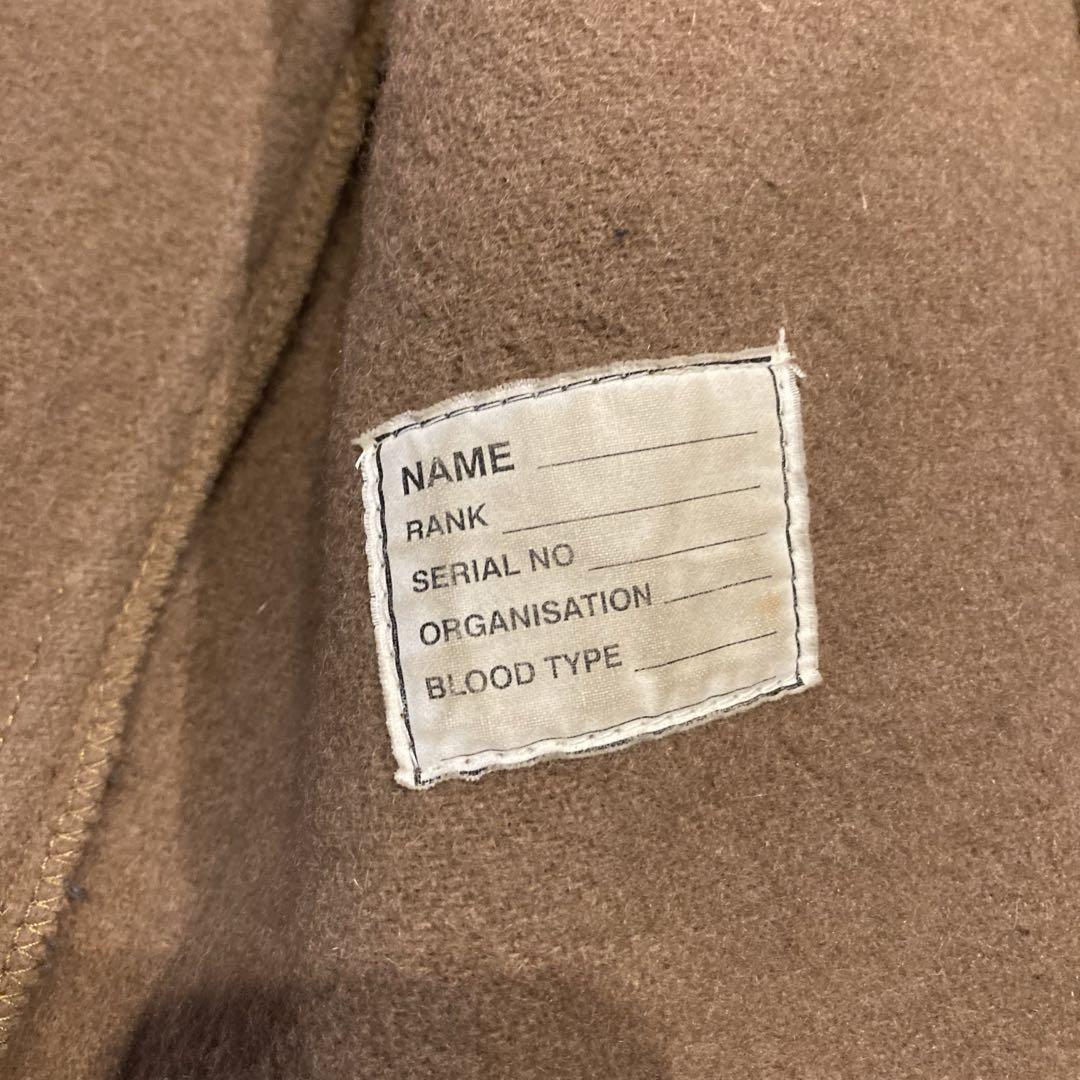 NAME
RANK
SERIAL NO
ORGANISATION
BLOOD TYPE